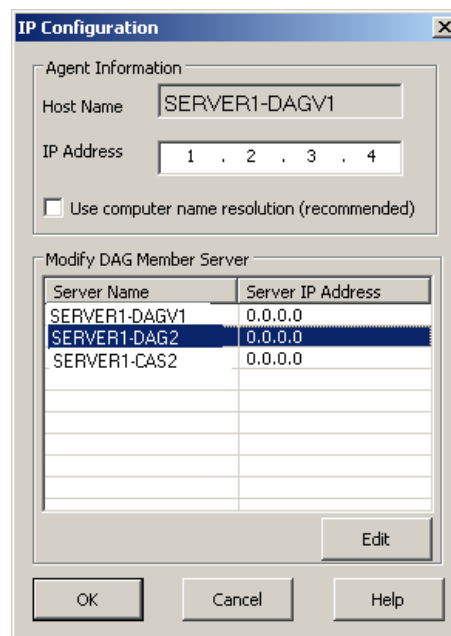 IP Configuration
Agent Information
Host Name SERVER1-DAGV1
IP Address 1 . 2 . 3 . 4
Use computer name resolution (recommended)
Modify DAG Member Server
Server Name Server IP Address
SERVER1-DAGV1 0.0.0.0
SERVER1-DAG2 0.0.0.0
SERVER1-CAS2 0.0.0.0
Edit
OK Cancel Help